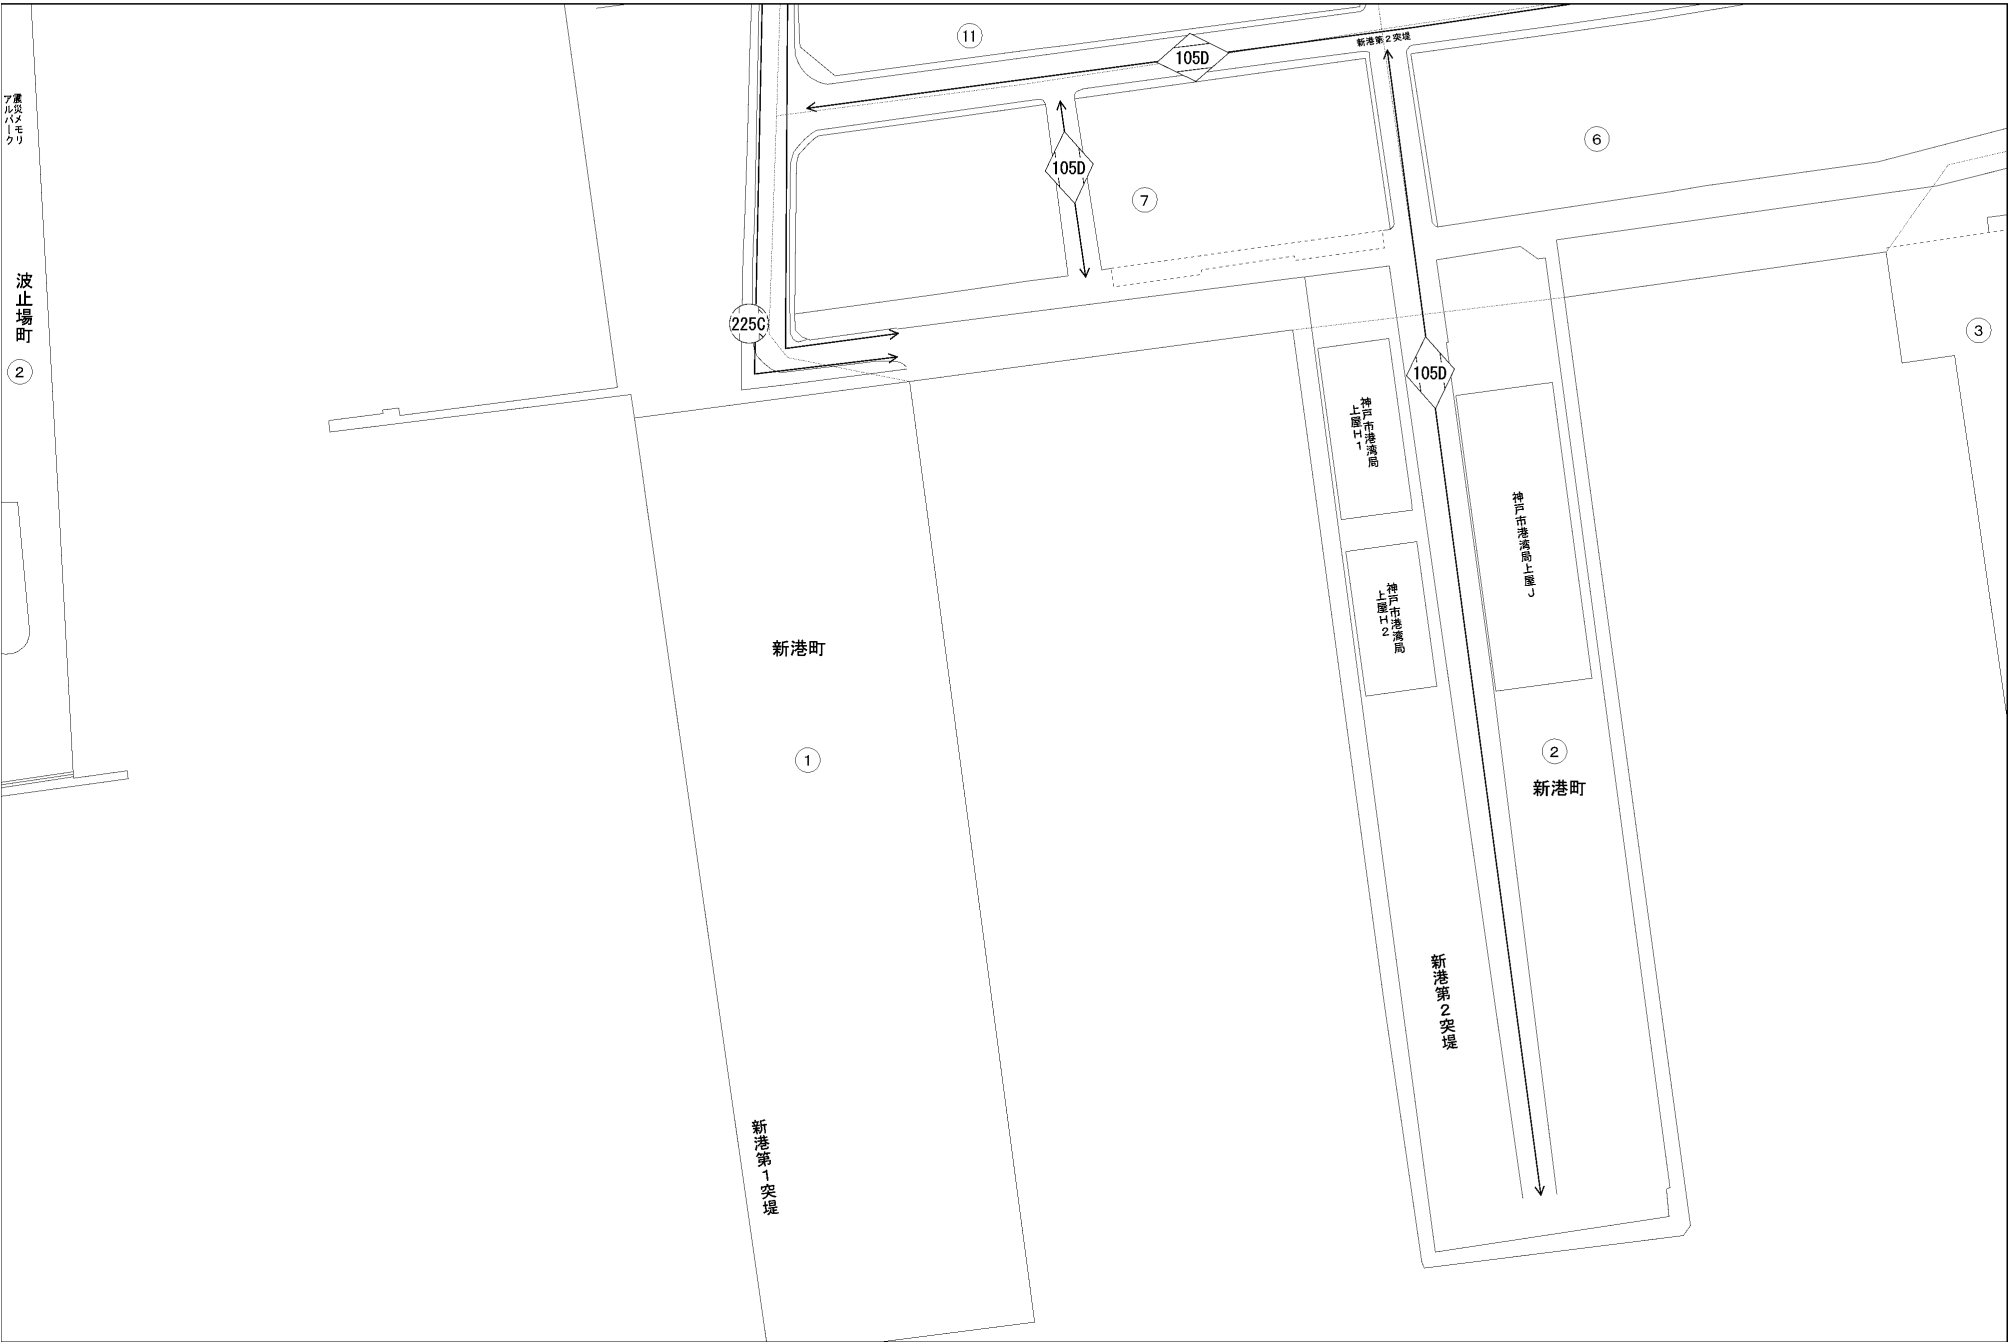 ⑪
105D
新港第2突堤
震災メモリ
アルパーク
105D
⑥
⑦
波止場町
②
225C
③
105D
神戸市港湾局
上屋H1
神戸市港湾局上屋J
神戸市港湾局
上屋H2
新港町
①
②
新港町
新港第2突堤
新港第1突堤